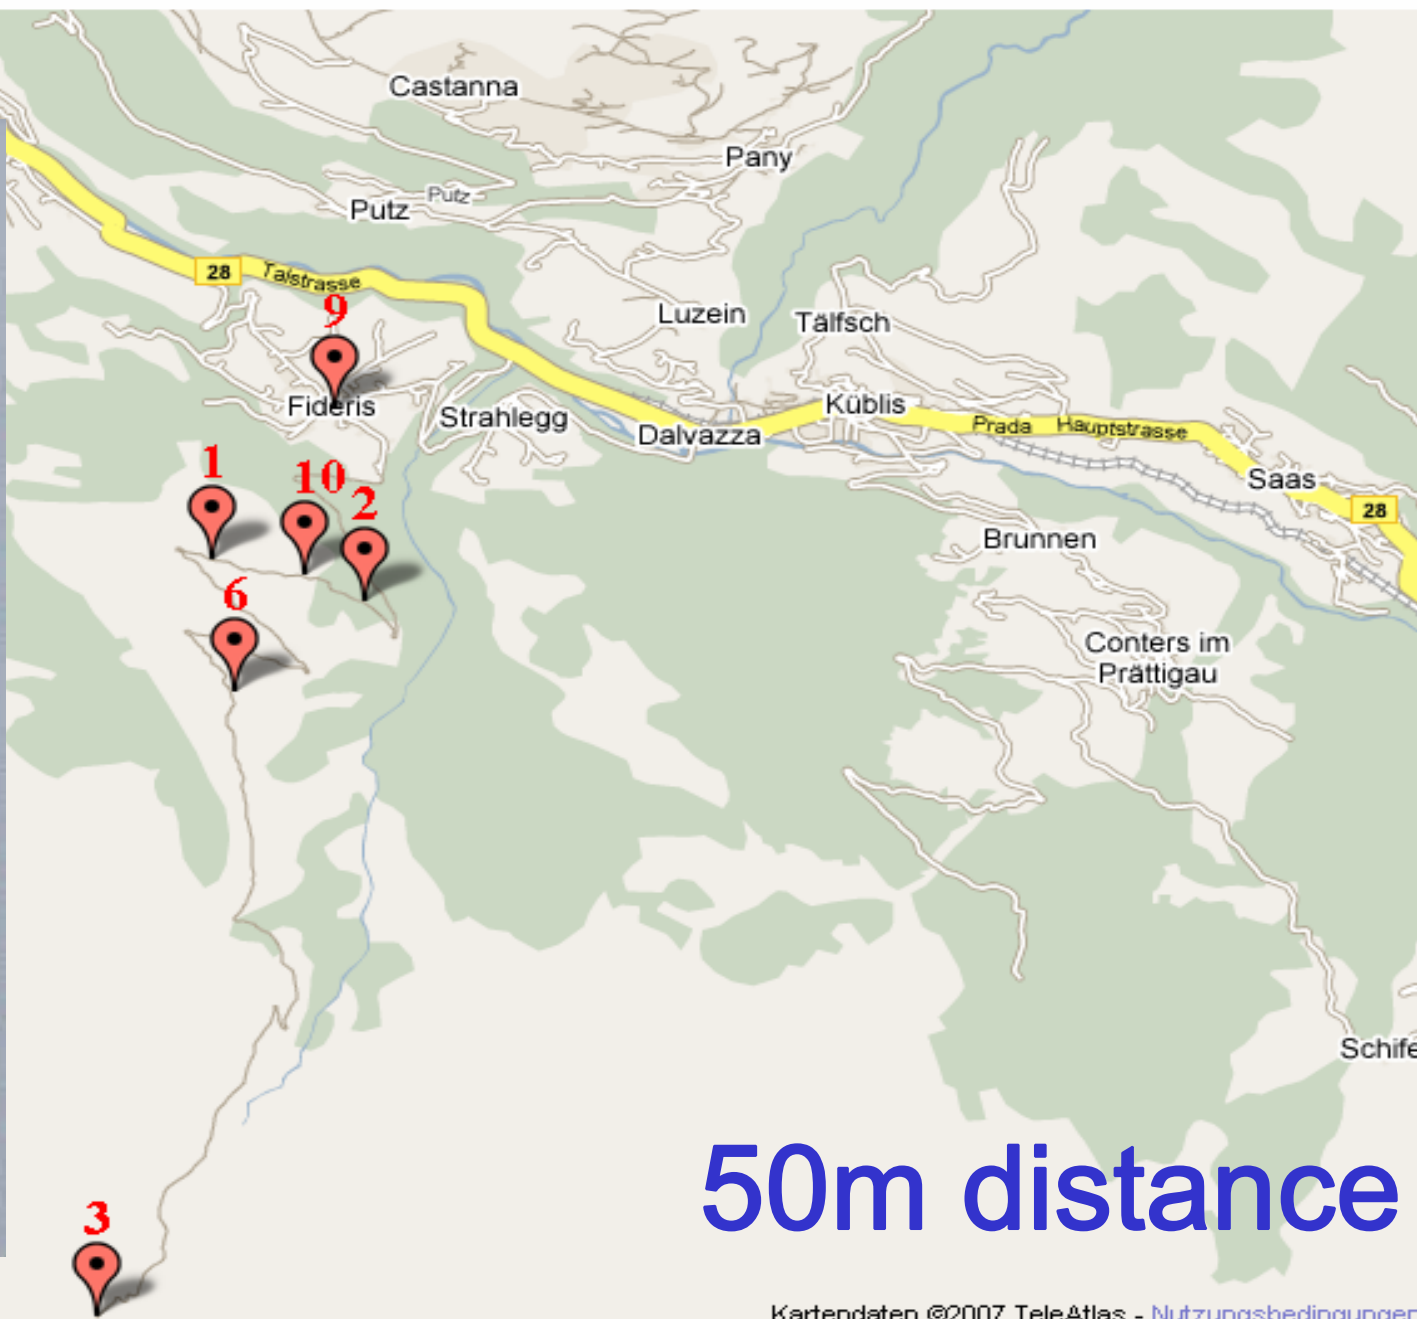 Castanna
Pany
Putz
Putz
28
Talstrasse
9
Luzein
Tälfsch
Fideris
Strahlegg
Dalvazza
Küblis
Prada
Hauptstrasse
Saas
28
1
10
2
Brunnen
6
Conters im
Prättigau
Schife
50m distance
3
Kartendaten ©2007 TeleAtlas - Nutzungsbedingungen